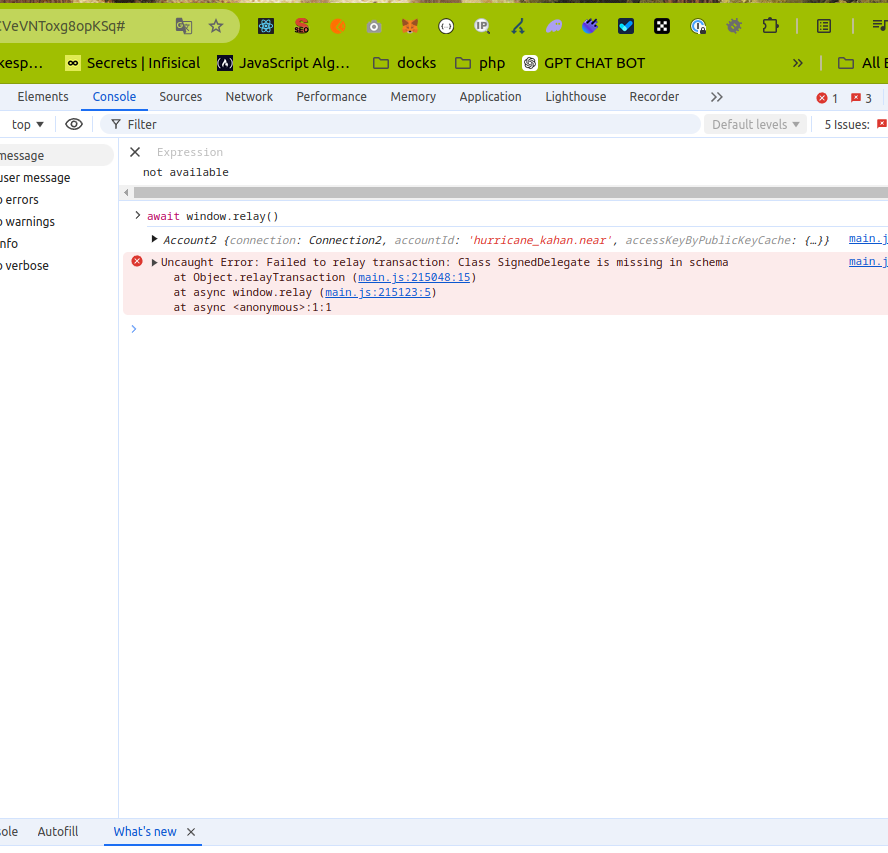 CVeVNToxg8opKSq#
SEO
IP
kesp...
Secrets | Infisical
JavaScript Alg...
docks
php
GPT CHAT BOT
»
All
Elements Console Sources Network Performance Memory Application Lighthouse Recorder 1 3
top Filter Default levels 5 Issues:
message
user message
o errors
o warnings
nfo
o verbose
Expression
not available
await window.relay()
Account2 {connection: Connection2, accountId: 'hurricane_kahan.near', accessKeyByPublicKeyCache: {…}} main.j
Uncaught Error: Failed to relay transaction: Class SignedDelegate is missing in schema main.j
at Object.relayTransaction (main.js:215048:15)
at async window.relay (main.js:215123:5)
at async <anonymous>:1:1
sole Autofill What's new